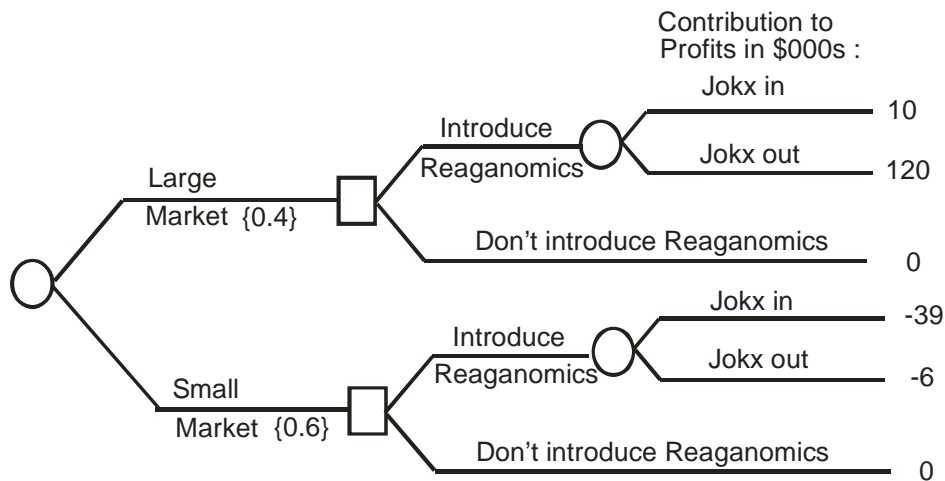 Contribution to
Profits in $000s :
Jokx in
10
Introduce
Reaganomics
Jokx out
120
Large
Market {0.4}
Don't introduce Reaganomics
0
Jokx in
-39
Introduce
Reaganomics
Jokx out
-6
Small
Market {0.6}
Don't introduce Reaganomics
0